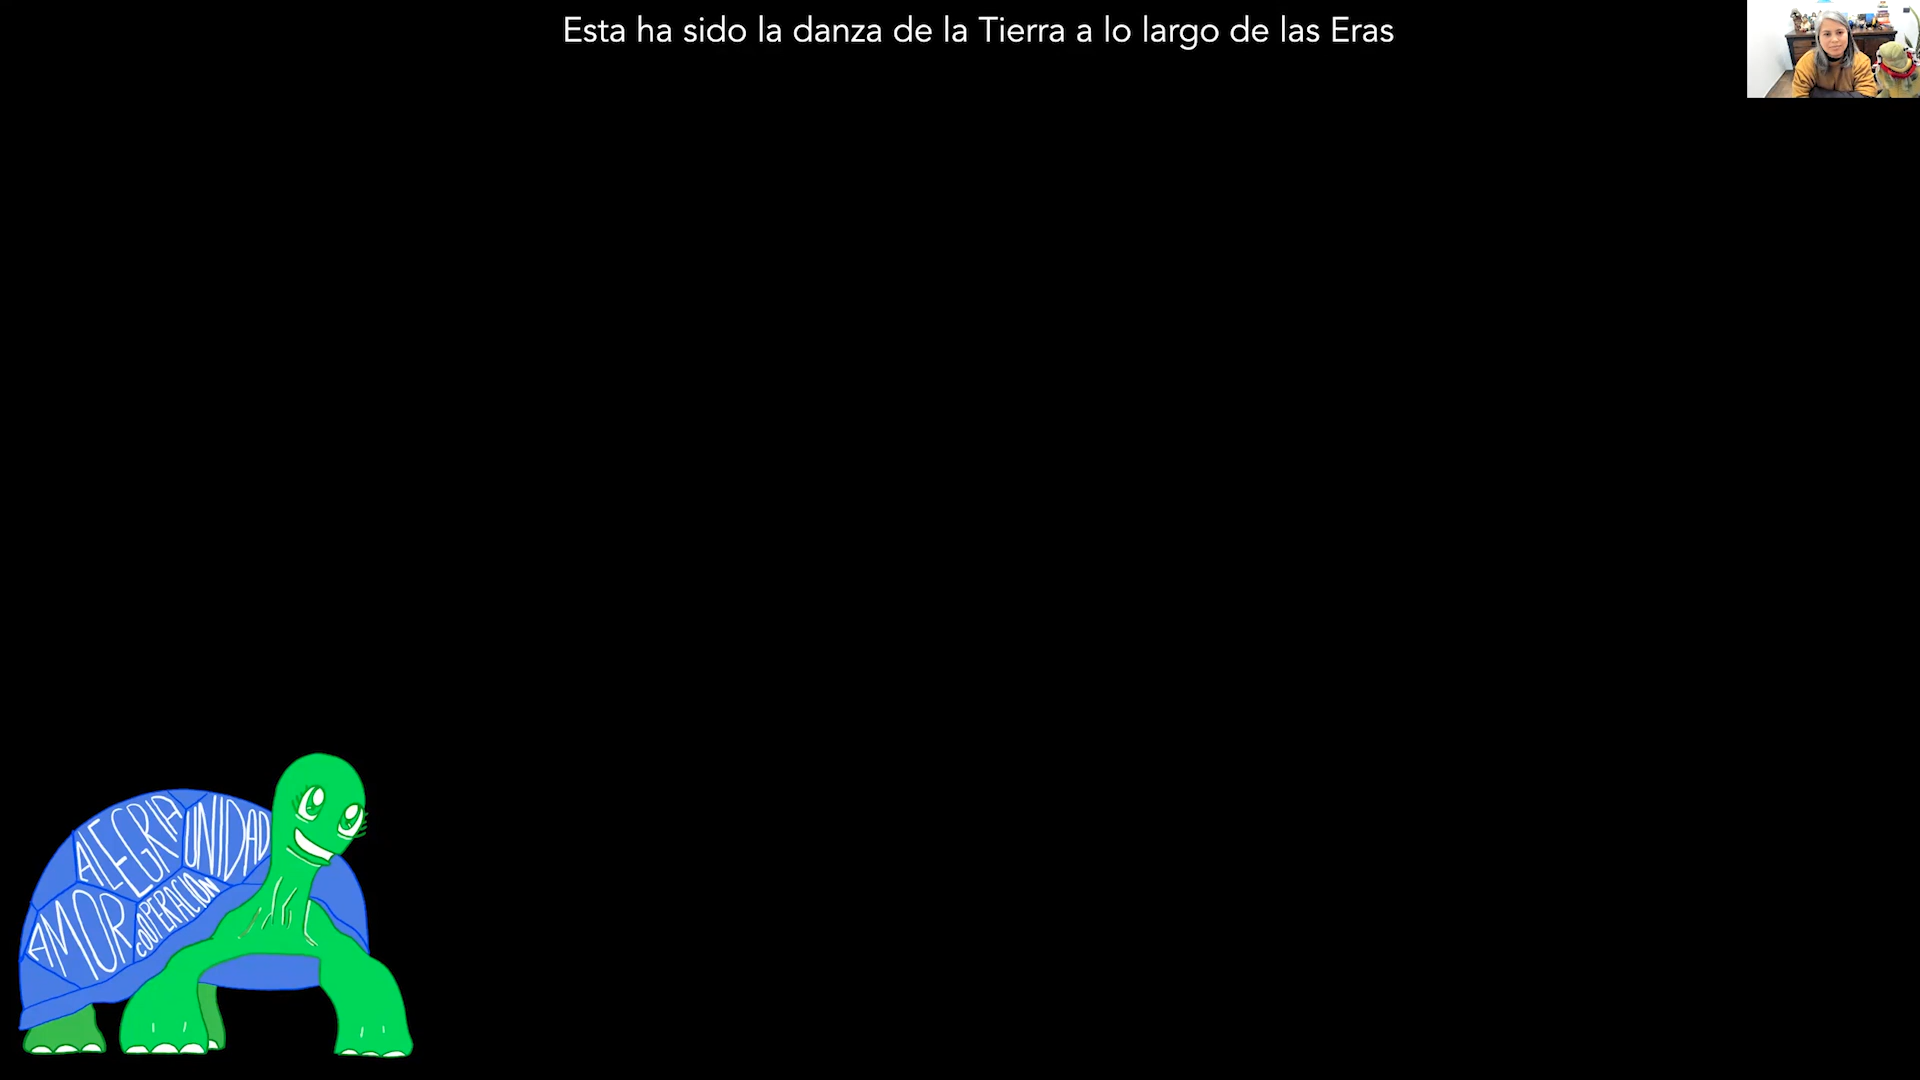 Esta ha sido la danza de la Tierra a lo largo de las Eras
ALEGRIA
UNIDAD
AMOR
COOPERACION